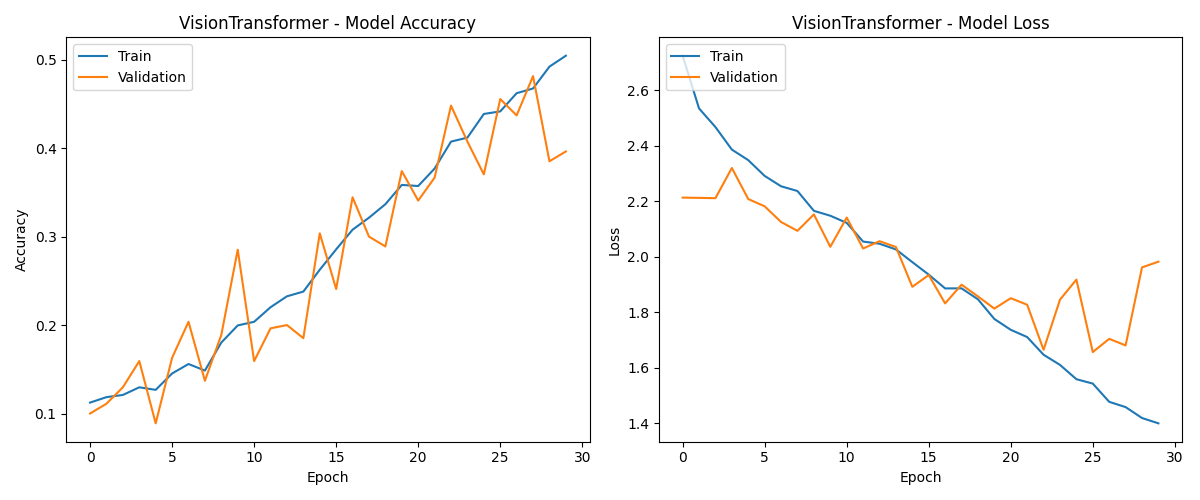 VisionTransformer - Model Accuracy
Train
Validation
0.5
0.4
0.3
0.2
0.1
Accuracy
0 5 10 15 20 25 30
Epoch
VisionTransformer - Model Loss
Train
Validation
2.6
2.4
2.2
2.0
1.8
1.6
1.4
Loss
0 5 10 15 20 25 30
Epoch